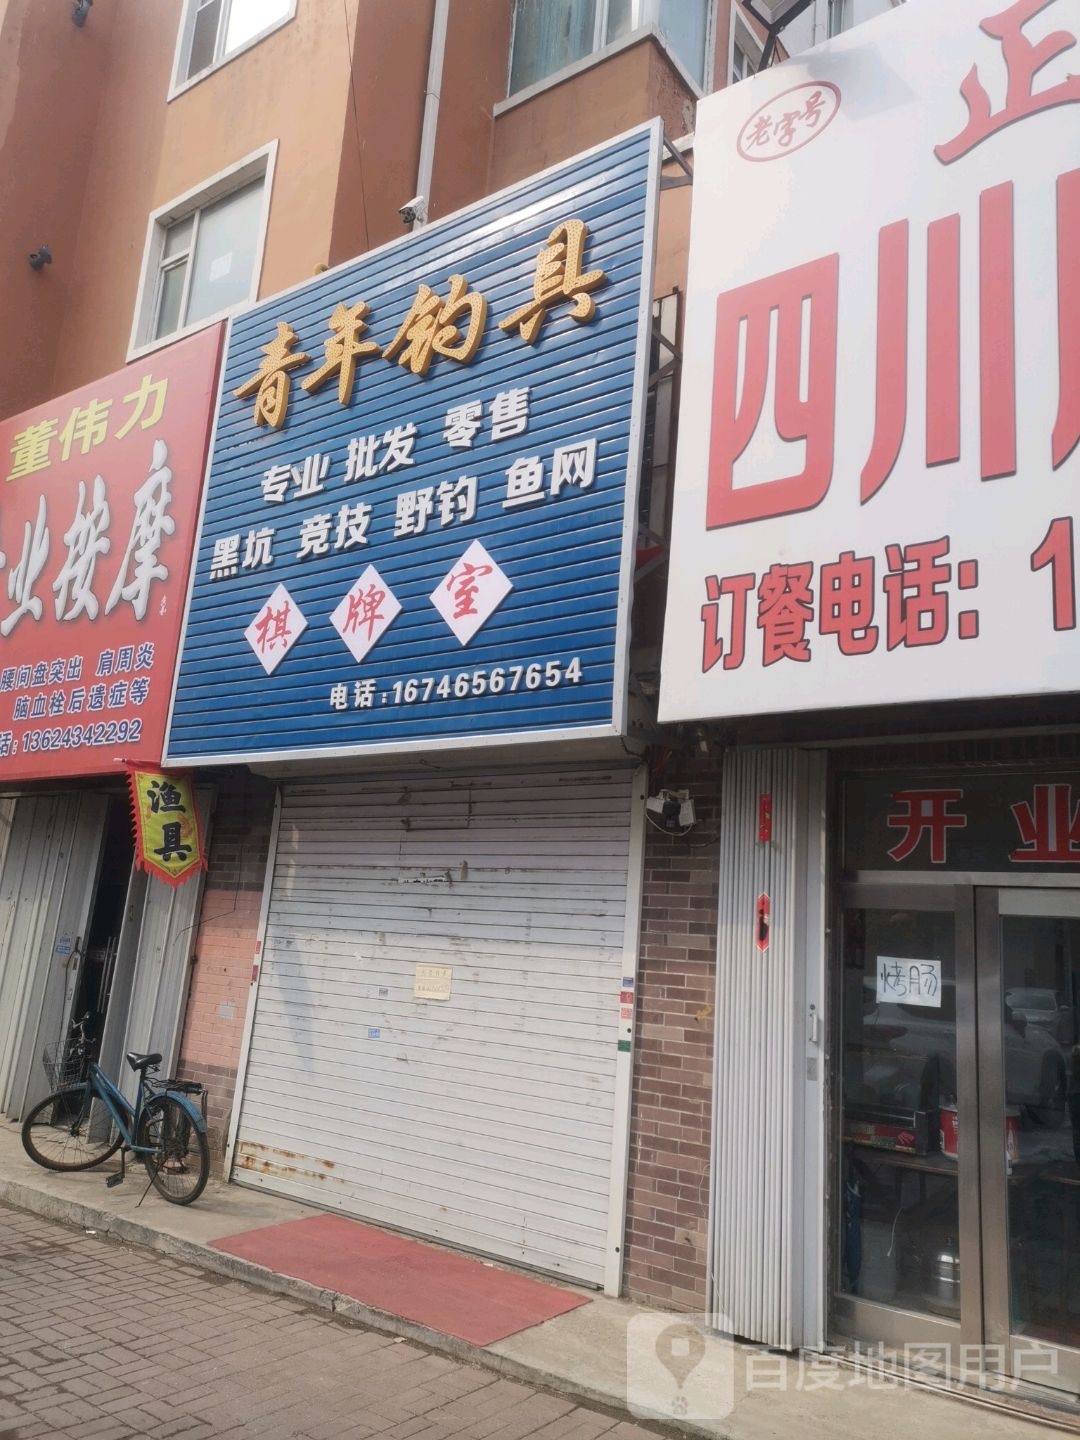 董伟力
业按摩
腰间盘突出 肩周炎
脑血栓后遗症等
话:13624342292
渔具
青年钓具
专业 批发 零售
黑坑 竞技 野钓 鱼网
棋牌室
电话:16746567654
老字号
正
四川
订餐电话: 1
开业
烤肠
百度地图用户